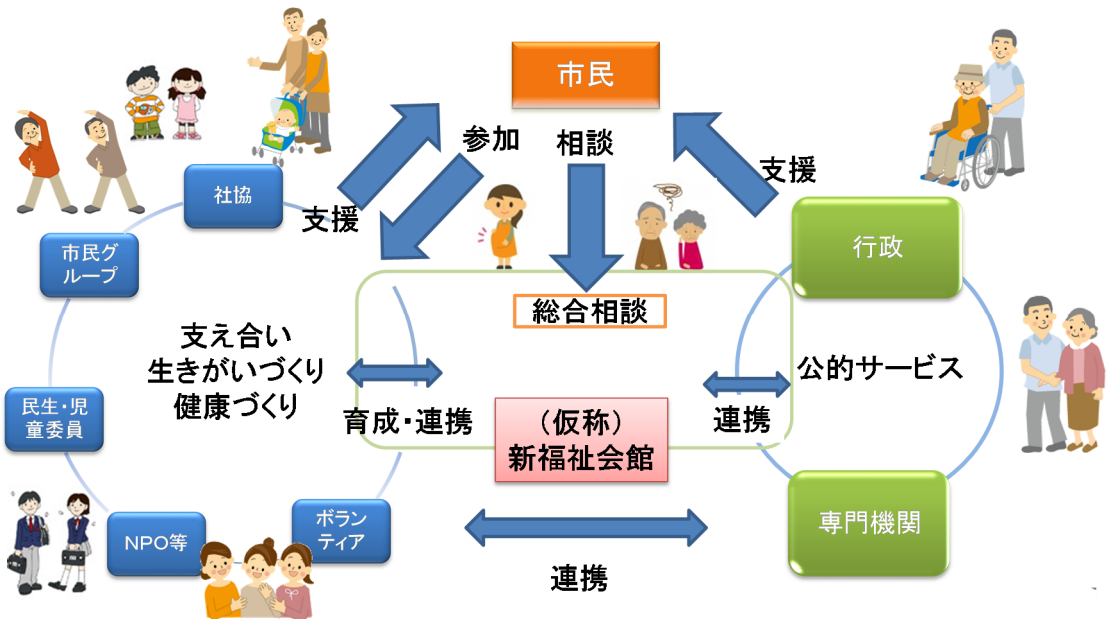 市民
参加
相談
支援
支援
社協
市民グ
ループ
民生・児
童委員
NPO等
ボラン
ティア
支え合い
生きがいづくり
健康づくり
育成・連携
総合相談
（仮称）
新福祉会館
連携
行政
公的サービス
専門機関
連携